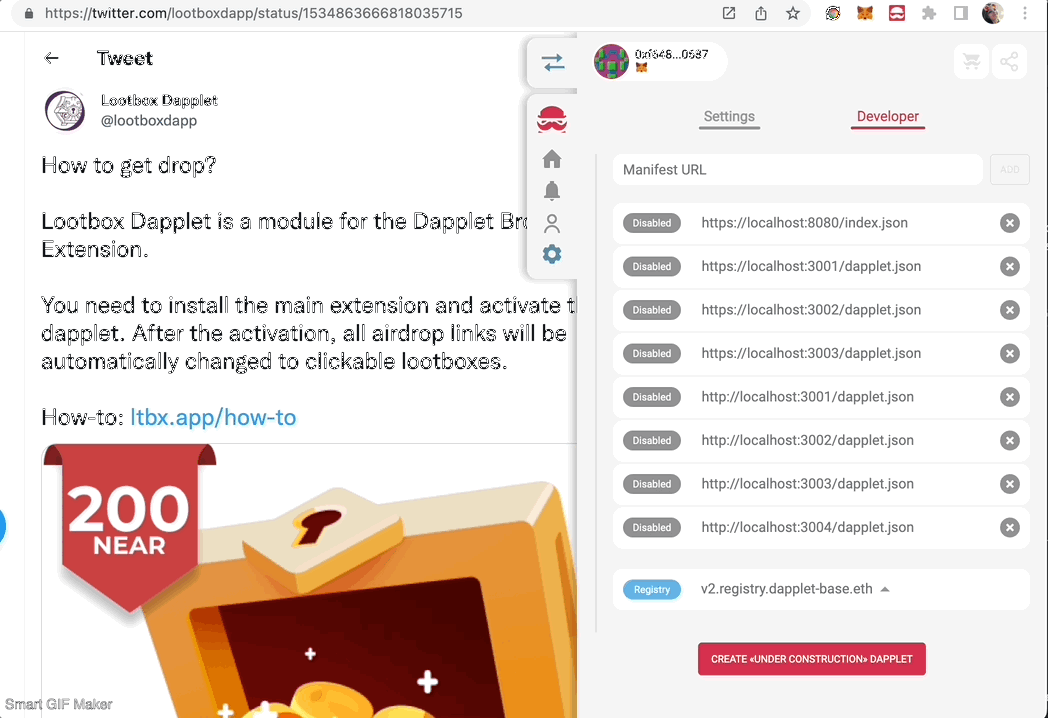 https://twitter.com/lootboxdapp/status/1534863666818035715
Tweet
Lootbox Dapplet
@lootboxdapp
How to get drop?
Lootbox Dapplet is a module for the Dapplet Bro
Extension.
You need to install the main extension and activate t
dapplet. After the activation, all airdrop links will be
automatically changed to clickable lootboxes.
How-to: ltbx.app/how-to
200
NEAR
Smart GIF Maker
0xf648...0687
Settings
Developer
Manifest URL
ADD
Disabled https://localhost:8080/index.json
Disabled https://localhost:3001/dapplet.json
Disabled https://localhost:3002/dapplet.json
Disabled https://localhost:3003/dapplet.json
Disabled http://localhost:3001/dapplet.json
Disabled http://localhost:3002/dapplet.json
Disabled http://localhost:3003/dapplet.json
Disabled http://localhost:3004/dapplet.json
Registry v2.registry.dapplet-base.eth
CREATE «UNDER CONSTRUCTION» DAPPLET